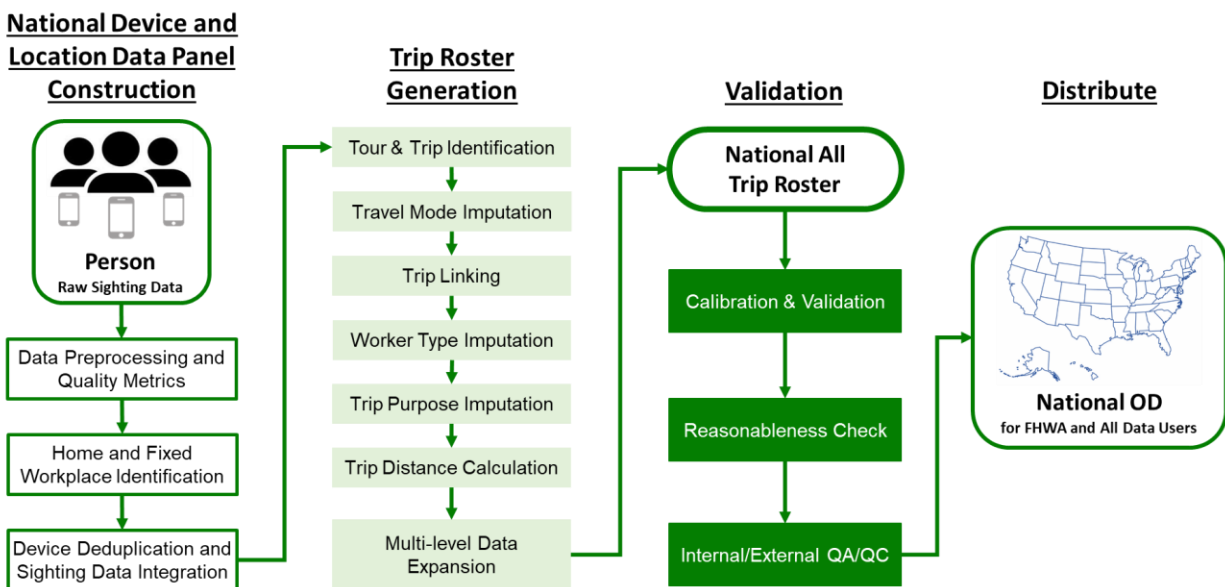 National Device and
Location Data Panel
Construction
Person
Raw Sighting Data
Data Preprocessing and
Quality Metrics
Home and Fixed
Workplace Identification
Device Deduplication and
Sighting Data Integration
Trip Roster
Generation
Tour & Trip Identification
Travel Mode Imputation
Trip Linking
Worker Type Imputation
Trip Purpose Imputation
Trip Distance Calculation
Multi-level Data
Expansion
Validation
National All
Trip Roster
Calibration & Validation
Reasonableness Check
Internal/External QA/QC
Distribute
National OD
for FHWA and All Data Users